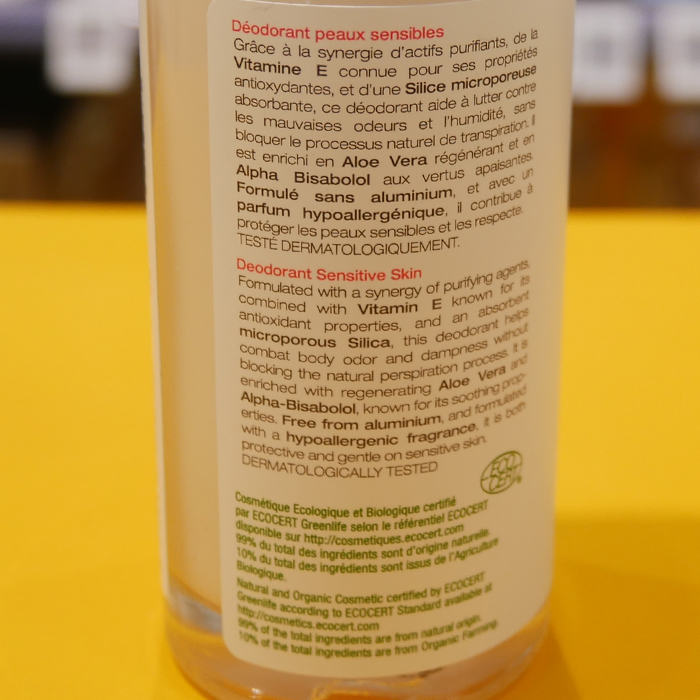 Déodorant peaux sensibles
Grâce à la synergie d'actifs purifiants, de la
Vitamine E connue pour ses propriétés
antioxydantes, et d'une Silice microporeuse
absorbante, ce déodorant aide à lutter contre
les mauvaises odeurs et l'humidité, sans
bloquer le processus naturel de transpiration. Il
est enrichi en Aloe Vera régénérant et en
Alpha Bisabolol aux vertus apaisantes.
Formulé sans aluminium, et avec un
parfum hypoallergénique, il contribue à
protéger les peaux sensibles et les respecte.
TESTÉ DERMATOLOGIQUEMENT.
Deodorant Sensitive Skin
Formulated with a synergy of purifying agents,
combined with Vitamin E known for its
antioxidant properties, and an absorbent
microporous Silica, this deodorant helps
combat body odor and dampness without
blocking the natural perspiration process. It is
enriched with regenerating Aloe Vera and
Alpha-Bisabolol, known for its soothing prop-
erties. Free from aluminium, and formulated
with a hypoallergenic fragrance, it is both
protective and gentle on sensitive skin.
DERMATOLOGICALLY TESTED
ECO
CERT
Cosmétique Ecologique et Biologique certifié
par ECOCERT Greenlife selon le référentiel ECOCERT
disponible sur http://cosmetiques.ecocert.com
99% du total des ingrédients sont d'origine naturelle.
10% du total des ingrédients sont issus de l'Agriculture
Biologique.
Natural and Organic Cosmetic certified by ECOCERT
Greenlife according to ECOCERT Standard available at
http://cosmetics.ecocert.com
99% of the total ingredients are from natural origin.
10% of the total ingredients are from Organic Farming.